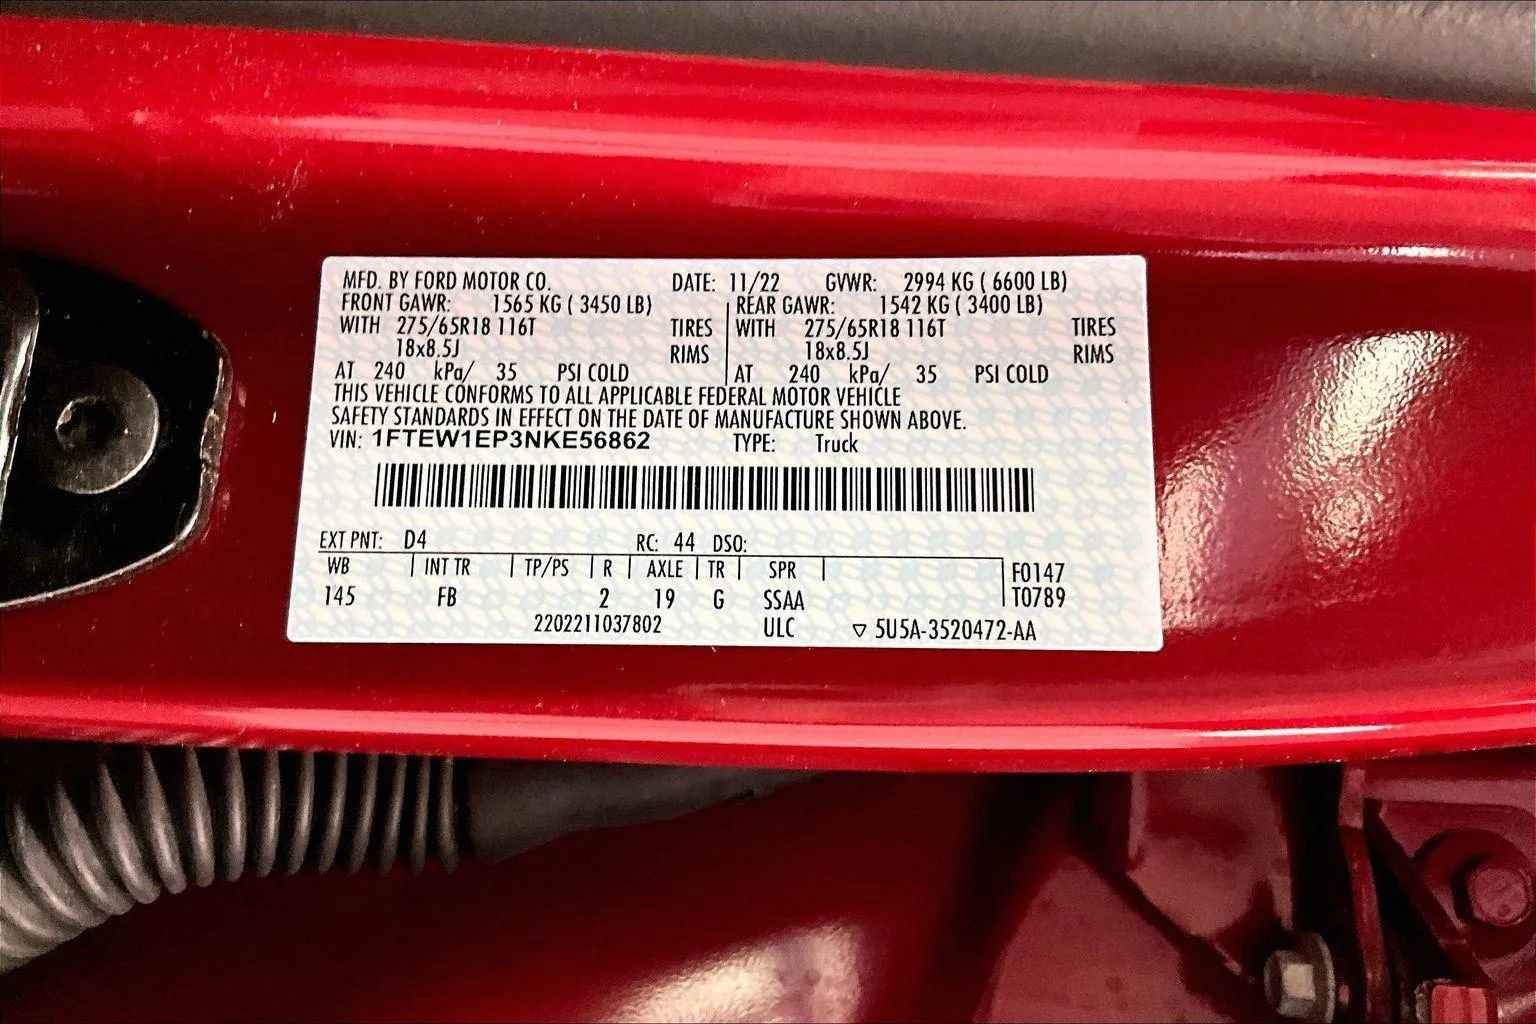 MFD. BY FORD MOTOR CO. DATE: 11/22 GVWR: 2994 KG ( 6600 LB)
FRONT GAWR: 1565 KG ( 3450 LB) REAR GAWR: 1542 KG ( 3400 LB)
WITH 275/65R18 116T TIRES WITH 275/65R18 116T TIRES
18x8.5J RIMS 18x8.5J RIMS
AT 240 kPa/ 35 PSI COLD AT 240 kPa/ 35 PSI COLD
THIS VEHICLE CONFORMS TO ALL APPLICABLE FEDERAL MOTOR VEHICLE
SAFETY STANDARDS IN EFFECT ON THE DATE OF MANUFACTURE SHOWN ABOVE.
VIN: 1FTEW1EP3NKE56862 TYPE: Truck
EXT PNT: D4 RC: 44 DSO:
WB INT TR TP/PS R AXLE TR SPR F0147
145 FB 2 19 G SSAA T0789
2202211037802 ULC ▽ 5U5A-3520472-AA